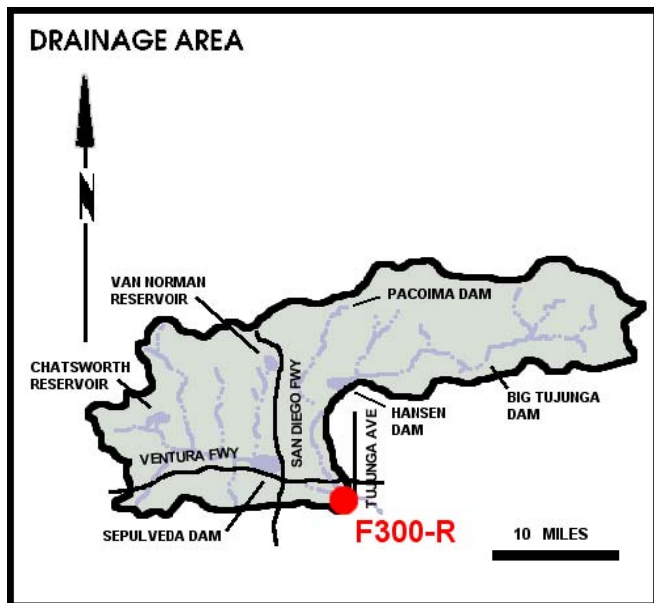 DRAINAGE AREA
N
VAN NORMAN
RESERVOIR
PACOIMA DAM
CHATSWORTH
RESERVOIR
SAN DIEGO FWY
HANSEN
DAM
BIG TUJUNGA
DAM
TUJUNGA AVE
VENTURA FWY
SEPULVEDA DAM
F300-R
10 MILES